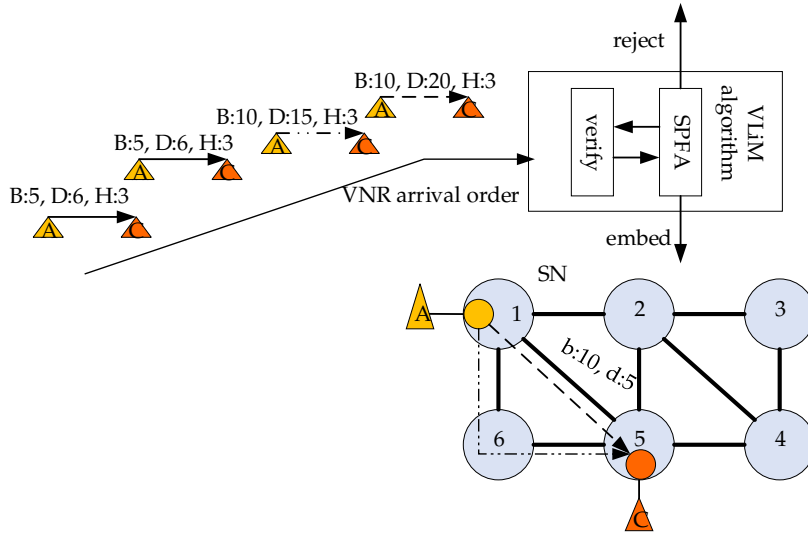 reject
B:10, D:20, H:3
A
C
B:10, D:15, H:3
A
C
B:5, D:6, H:3
A
C
B:5, D:6, H:3
A
C
VNR arrival order
VLiM
algorithm
SPFA
verify
embed
SN
A
1
2
3
b:10, d:5
6
5
4
C